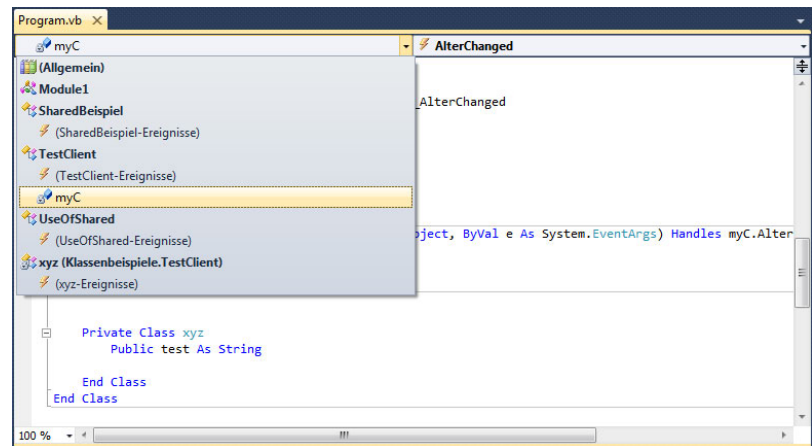 Program.vb
myC AlterChanged
(Allgemein)
Module1
SharedBeispiel
_AlterChanged
(SharedBeispiel-Ereignisse)
TestClient
(TestClient-Ereignisse)
myC
UseOfShared
(UseOfShared-Ereignisse)
ject, ByVal e As System.EventArgs) Handles myC.Alter
xyz (Klassenbeispiele.TestClient)
(xyz-Ereignisse)
Private Class xyz
Public test As String
End Class
End Class
100 %